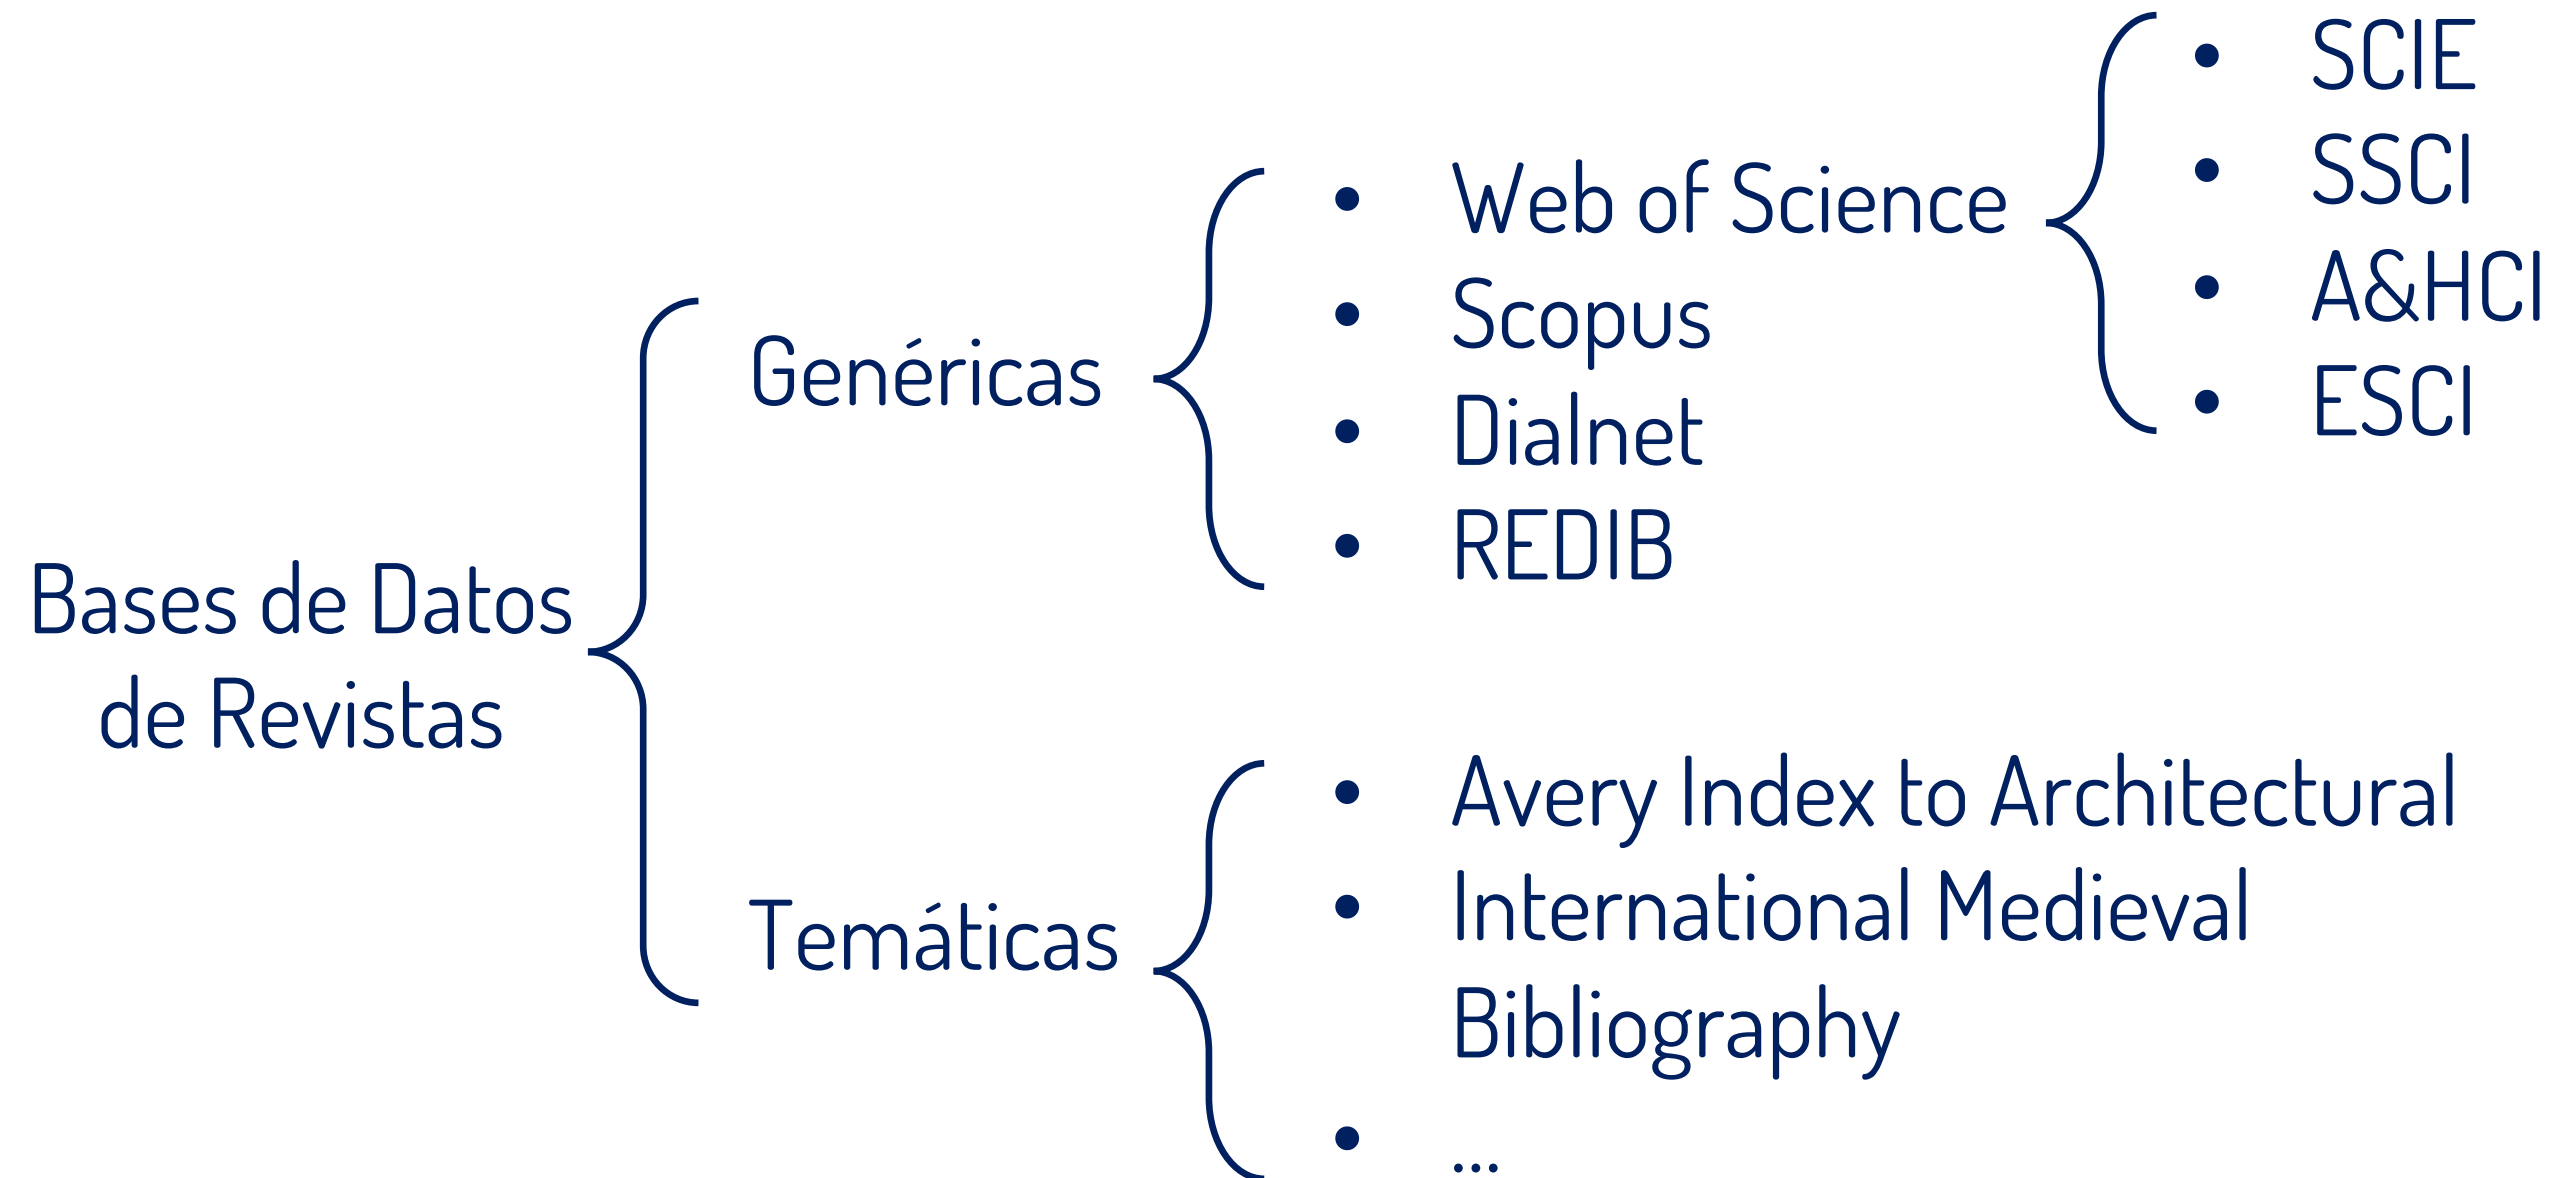 Bases de Datos
de Revistas
Genéricas
• Web of Science
• Scopus
• Dialnet
• REDIB
• SCIE
• SSCI
• A&HCI
• ESCI
Temáticas
• Avery Index to Architectural
• International Medieval
Bibliography
• ...